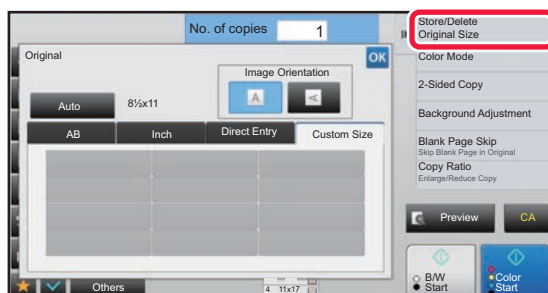 No. of copies 1
Store/Delete
Original Size
Original
OK
Image Orientation
A A
Auto 8½x11
AB Inch Direct Entry Custom Size
Color Mode
2-Sided Copy
Background Adjustment
Blank Page Skip
Skip Blank Page in Original
Copy Ratio
Enlarge/Reduce Copy
Preview CA
B/W
Start
Color
Start
Others
4 11x17